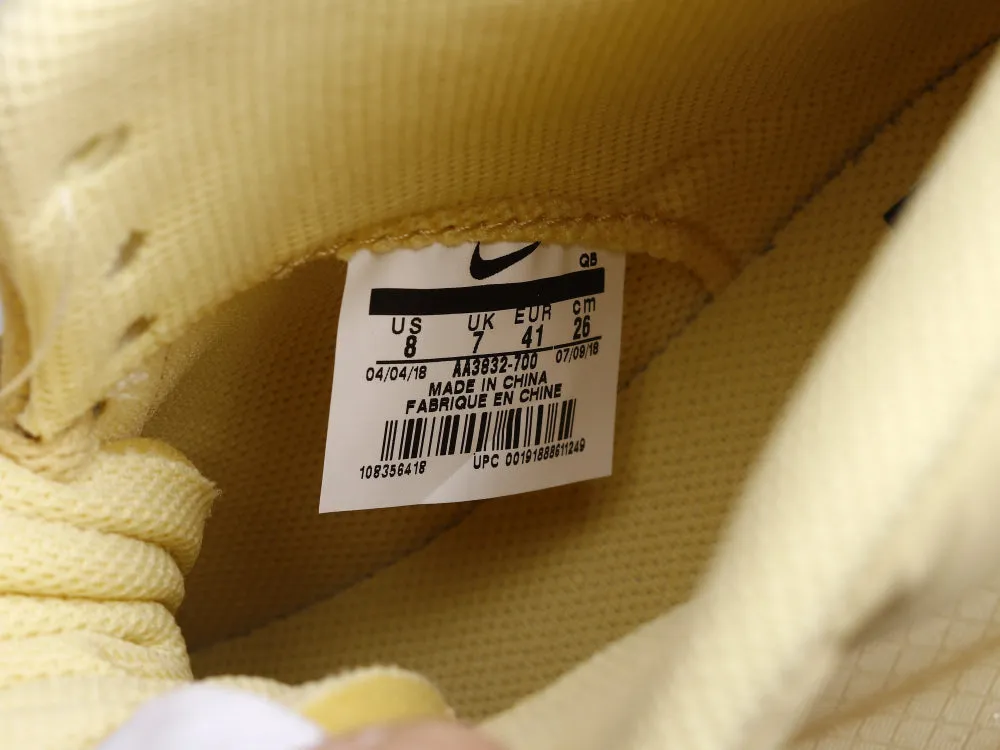 QB
US UK EUR cm
8 7 41 26
04/04/18 AA3832-700 07/09/18
MADE IN CHINA
FABRIQUE EN CHINE
108356418 UPC 00191888611249